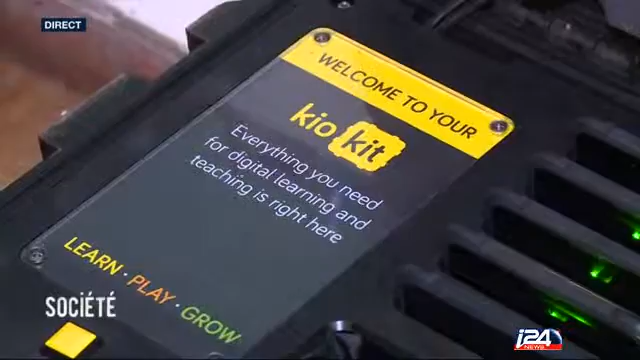 DIRECT
WELCOME TO YOUR
kio kit
Everything you need
for digital learning and
teaching is right here
LEARN · PLAY · GROW
SOCIÉTÉ
i24
NEWS